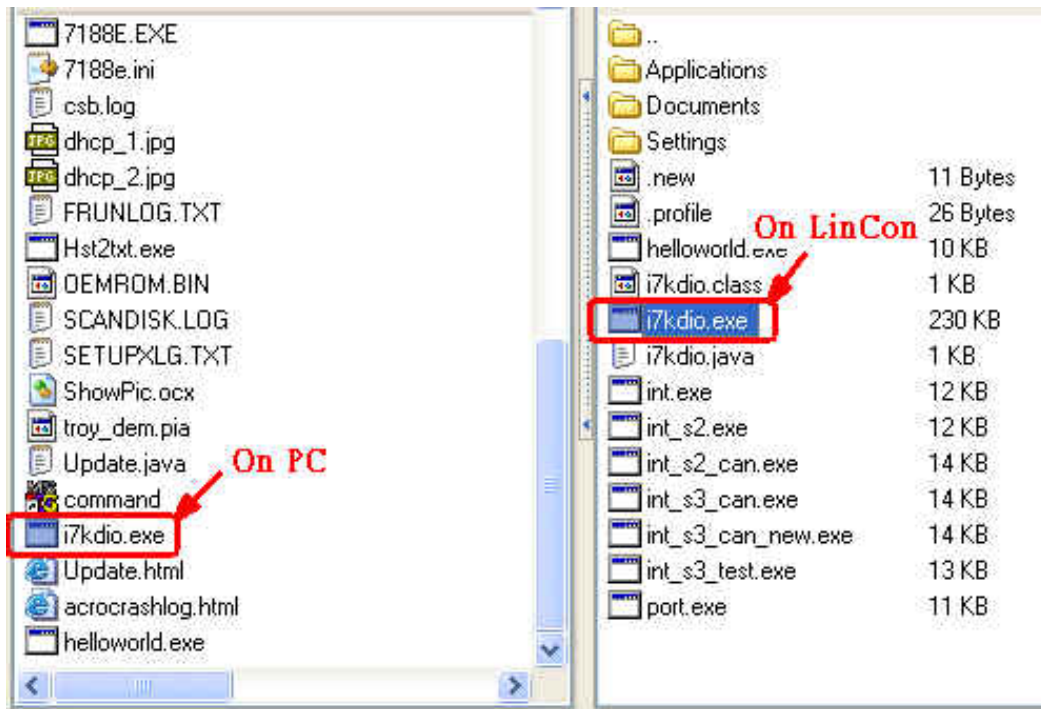 7188E.EXE
7188e.ini
csb.log
dhcp_1.jpg
dhcp_2.jpg
FRUNLOG.TXT
Hst2txt.exe
OEMROM.BIN
SCANDISK.LOG
SETUPXLG.TXT
ShowPic.ocx
troy_dem.pia
Update.java
On PC
command
i7kdio.exe
Update.html
acrocrashlog.html
helloworld.exe
..
Applications
Documents
Settings
.new 11 Bytes
.profile 26 Bytes
On LinCon
helloworld.exe 10 KB
i7kdio.class 1 KB
i7kdio.exe 230 KB
i7kdio.java 1 KB
int.exe 12 KB
int_s2.exe 12 KB
int_s2_can.exe 14 KB
int_s3_can.exe 14 KB
int_s3_can_new.exe 14 KB
int_s3_test.exe 13 KB
port.exe 11 KB